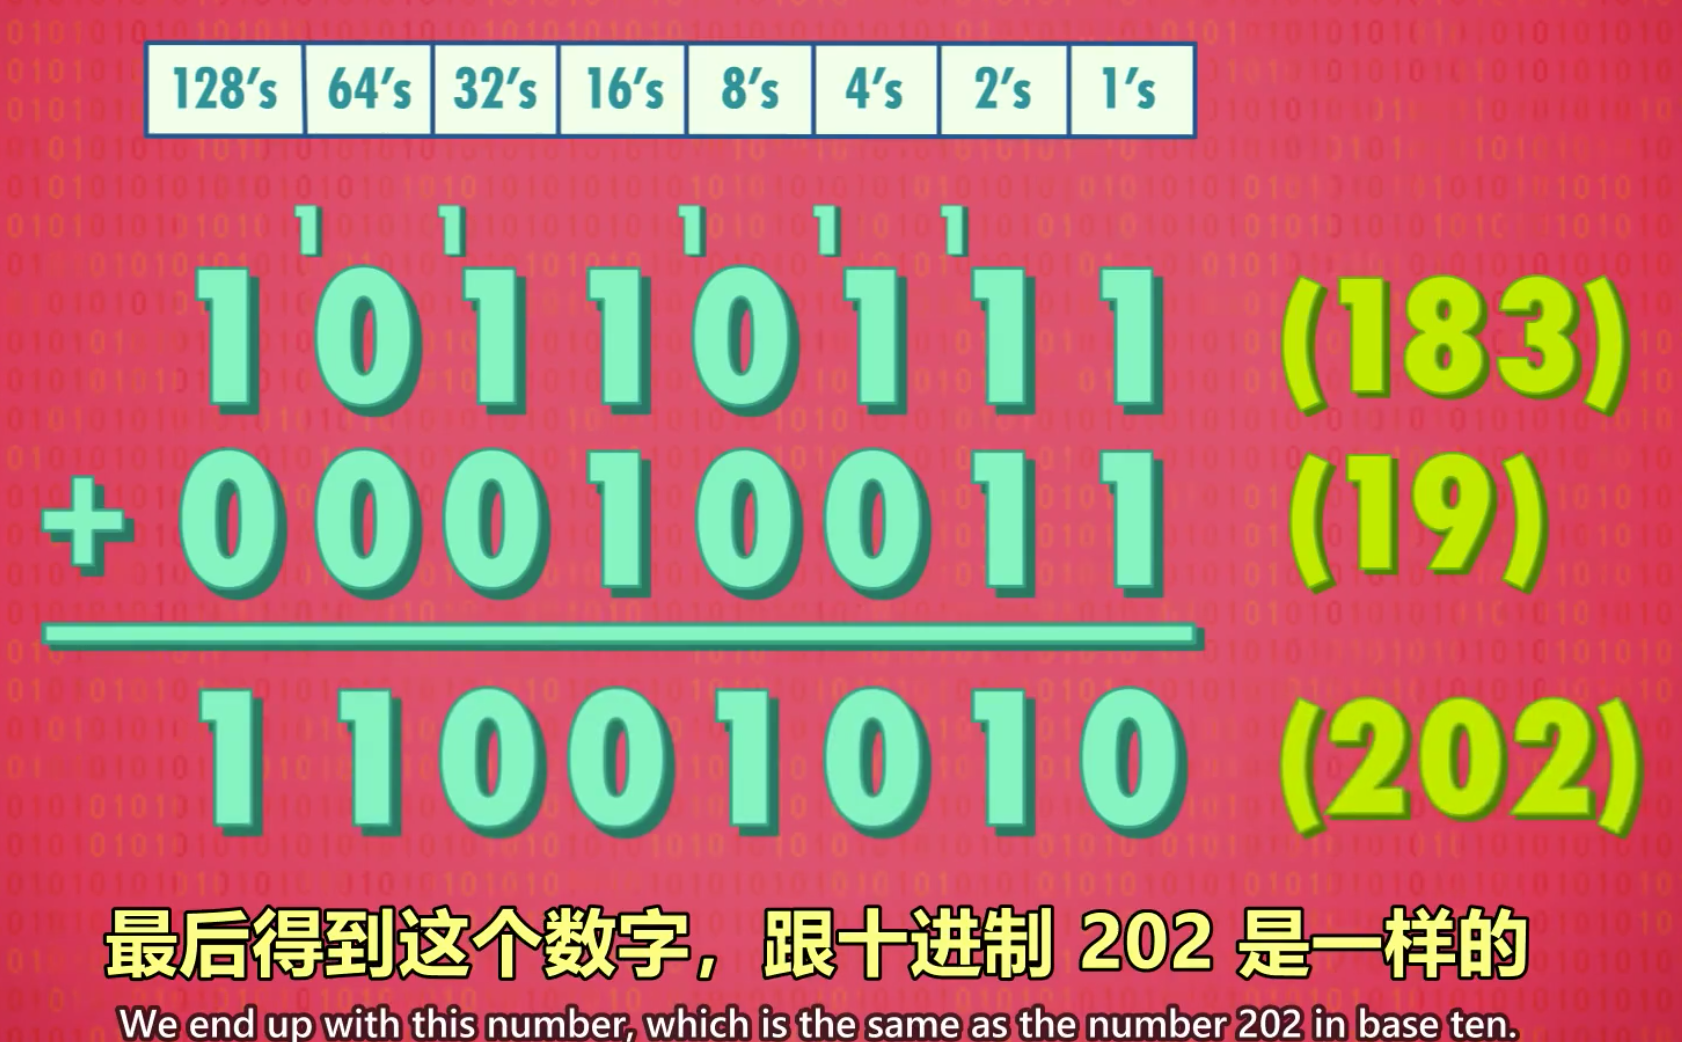 128's 64's 32's 16's 8's 4's 2's 1's
1 1 1 1 1
10110111 (183)
+ 00010011 (19)
11001010 (202)
最后得到这个数字，跟十进制 202 是一样的
We end up with this number, which is the same as the number 202 in base ten.